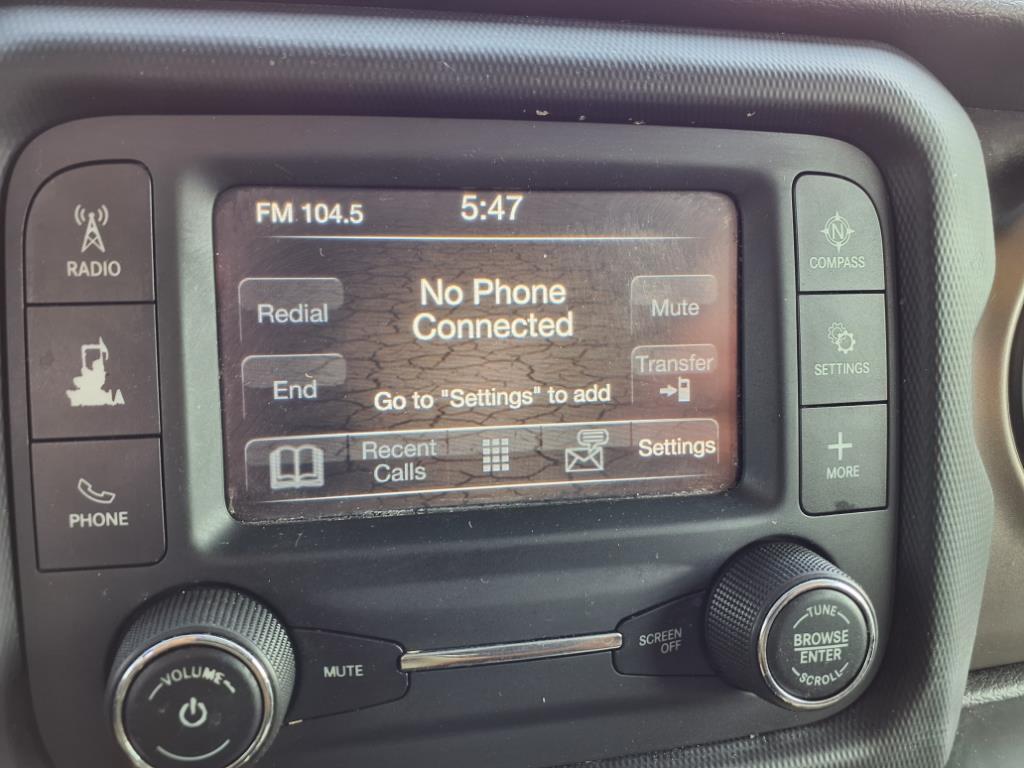 FM 104.5
5:47
RADIO
COMPASS
N
Redial
No Phone
Connected
Mute
SETTINGS
End
Go to "Settings" to add
Transfer
PHONE
Recent
Calls
Settings
MORE
VOLUME
MUTE
SCREEN
OFF
TUNE
BROWSE
ENTER
SCROLL